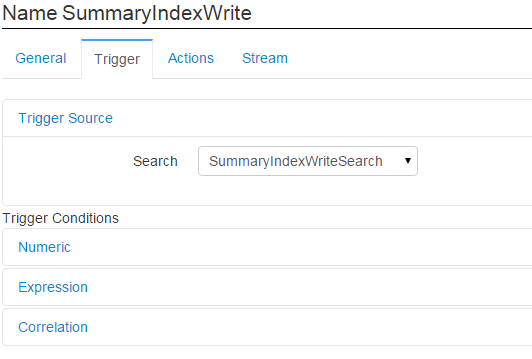 Name SummaryIndexWrite
General Trigger Actions Stream
Trigger Source
Search SummaryIndexWriteSearch
Trigger Conditions
Numeric
Expression
Correlation